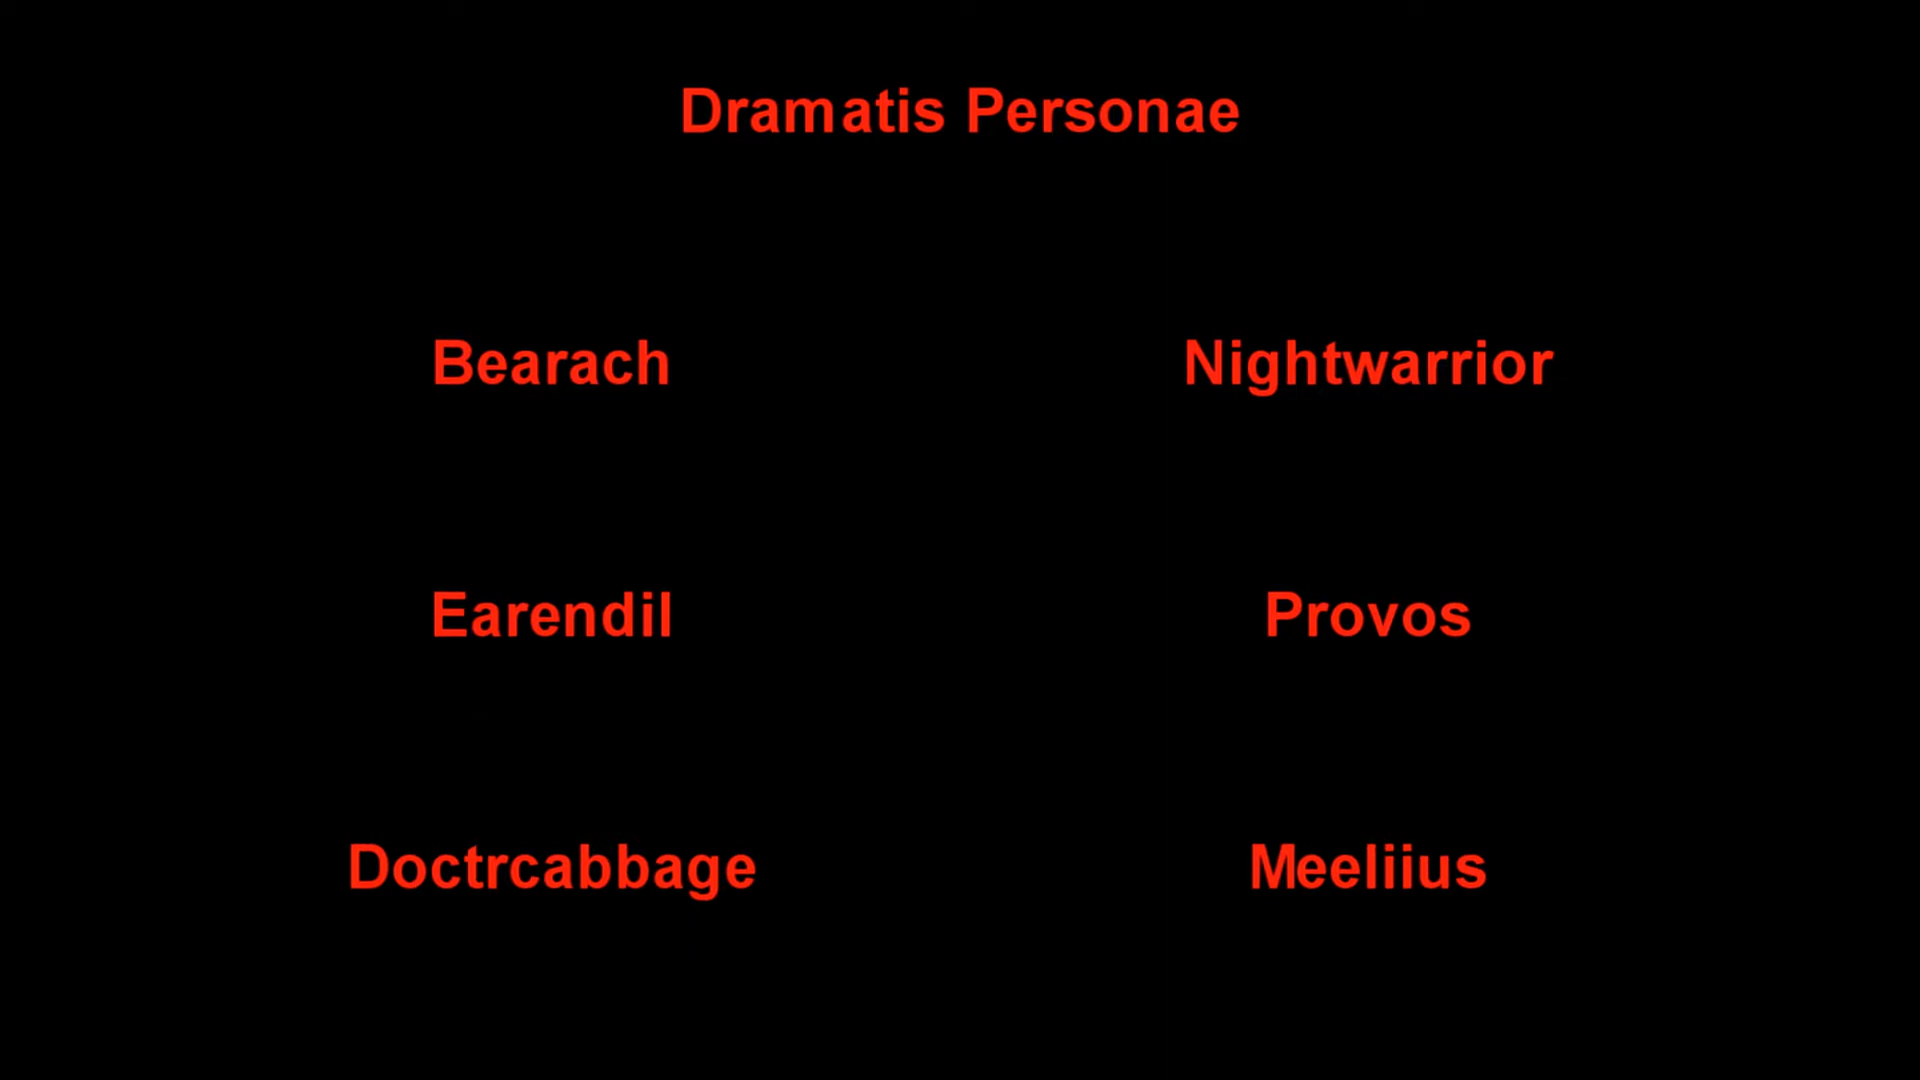 Dramatis Personae
Bearach Nightwarrior
Earendil Provos
Doctrcabbage Meeliius